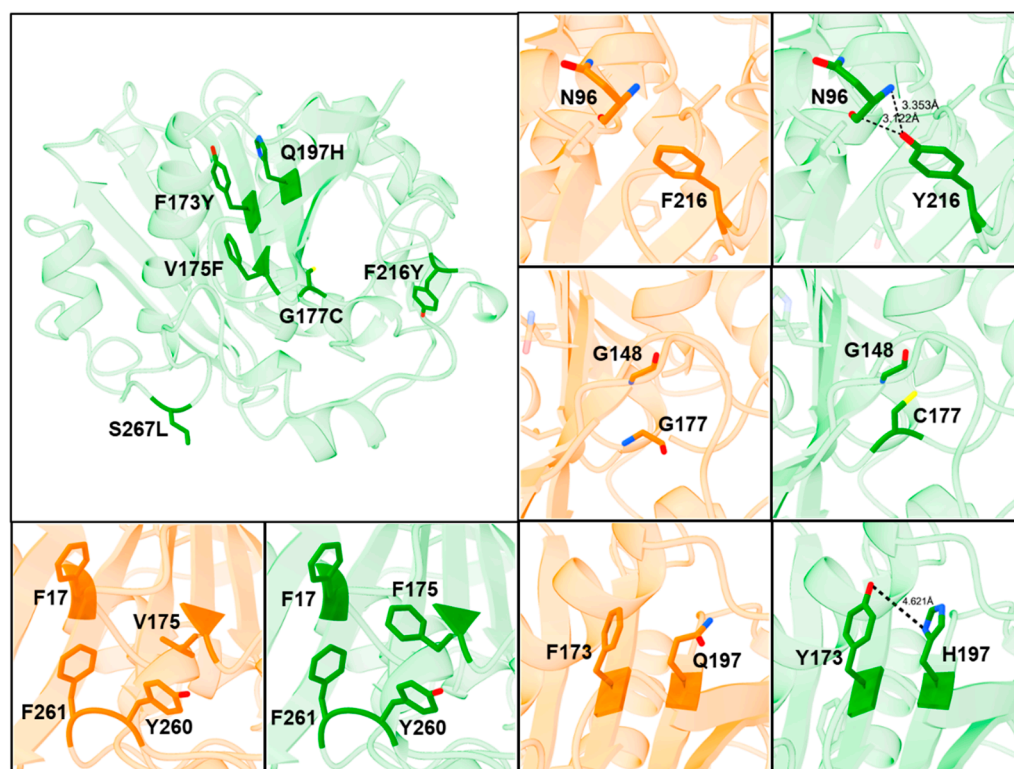 Q197H
F173Y
V175F
F216Y
G177C
S267L
N96
F216
N96
3.353Å
3.122Å
Y216
G148
G177
G148
C177
F17
V175
F261
Y260
F17
F175
F261
Y260
F173
Q197
4.621Å
Y173
H197